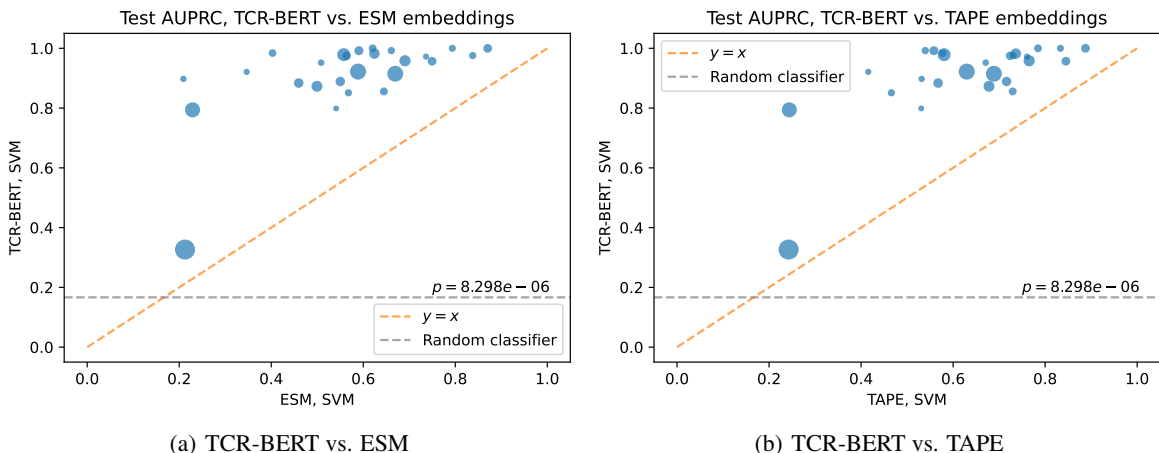 Test AUPRC, TCR-BERT vs. ESM embeddings
TCR-BERT, SVM
1.0
0.8
0.6
0.4
0.2
0.0
p = 8.298e − 06
y = x
Random classifier
0.0 0.2 0.4 0.6 0.8 1.0
ESM, SVM
(a) TCR-BERT vs. ESM
Test AUPRC, TCR-BERT vs. TAPE embeddings
y = x
Random classifier
TCR-BERT, SVM
1.0
0.8
0.6
0.4
0.2
0.0
p = 8.298e − 06
0.0 0.2 0.4 0.6 0.8 1.0
TAPE, SVM
(b) TCR-BERT vs. TAPE